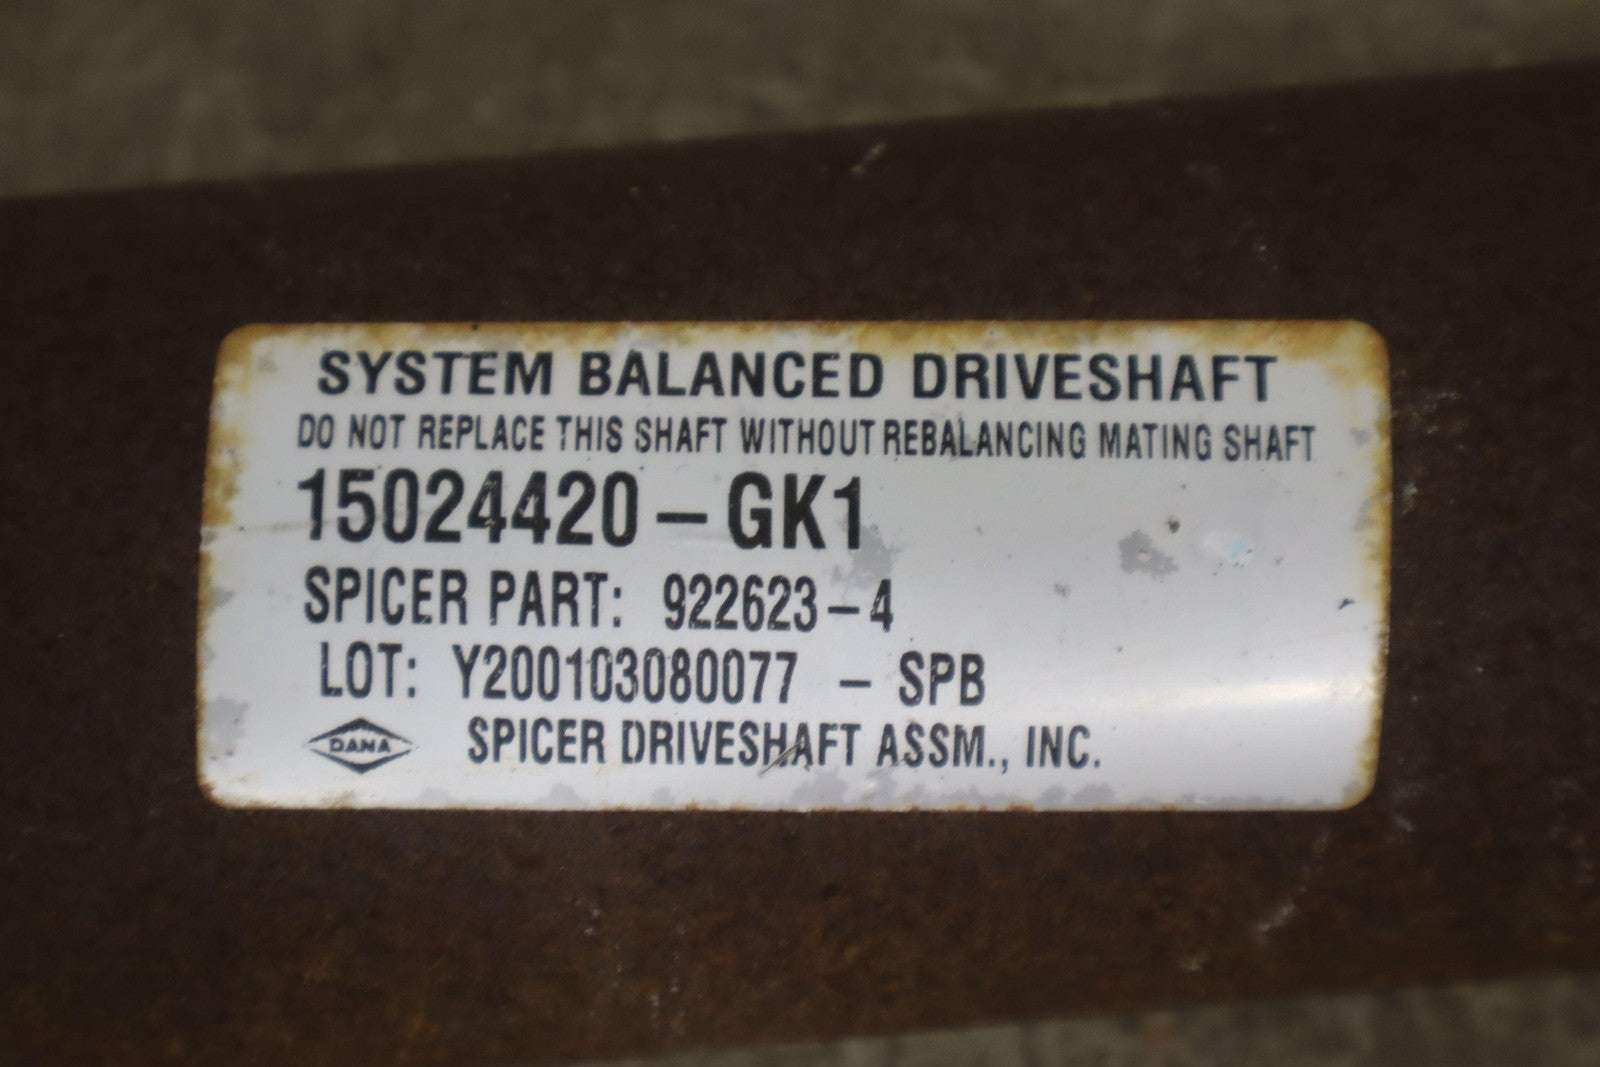 SYSTEM BALANCED DRIVESHAFT
DO NOT REPLACE THIS SHAFT WITHOUT REBALANCING MATING SHAFT
15024420-GK1
SPICER PART: 922623-4
LOT: Y200103080077 - SPB
DANA SPICER DRIVESHAFT ASSM., INC.